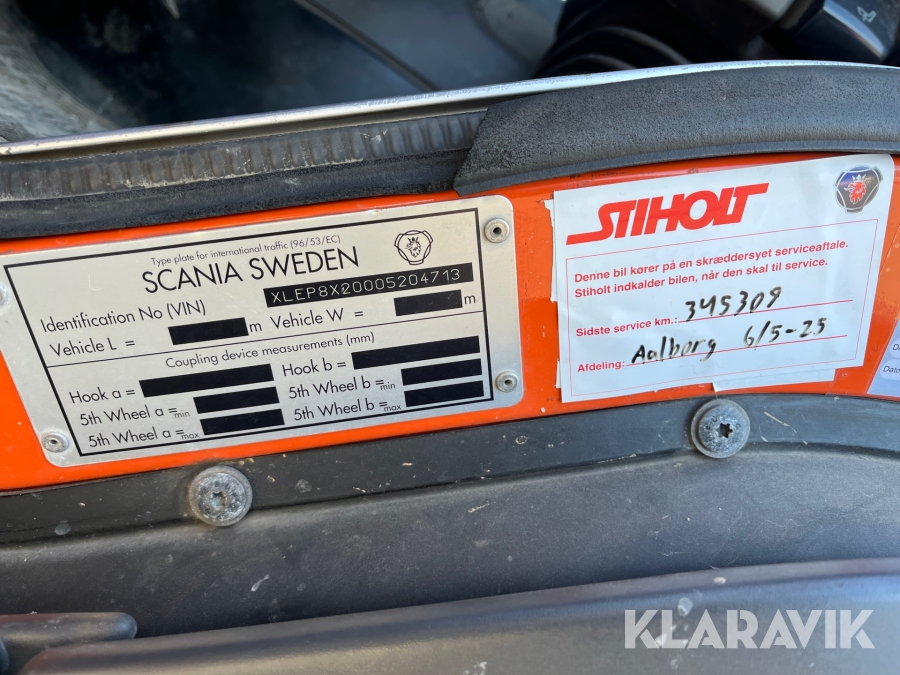 Type plate for international traffic (96/53/EC)
SCANIA SWEDEN
Identification No (VIN) XLEP8X20005204713
Vehicle L = m Vehicle W = m
Coupling device measurements (mm)
Hook a = Hook b =
5th Wheel a =min 5th Wheel b =min
5th Wheel a =max 5th Wheel b =max
STIHOLT
Denne bil kører på en skræddersyet serviceaftale.
Stiholt indkalder bilen, når den skal til service.
Sidste service km.: 345309
Afdeling: Aalborg 6/5-25
KLARAVIK